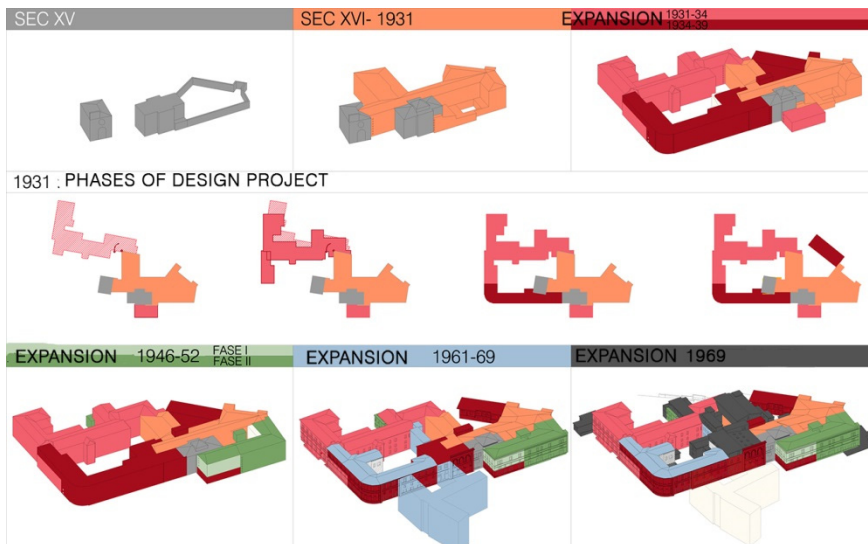 SEC XV
SEC XVI- 1931
EXPANSION 1931-34
1934-39
1931 : PHASES OF DESIGN PROJECT
EXPANSION 1946-52 FASE I
FASE II
EXPANSION 1961-69
EXPANSION 1969